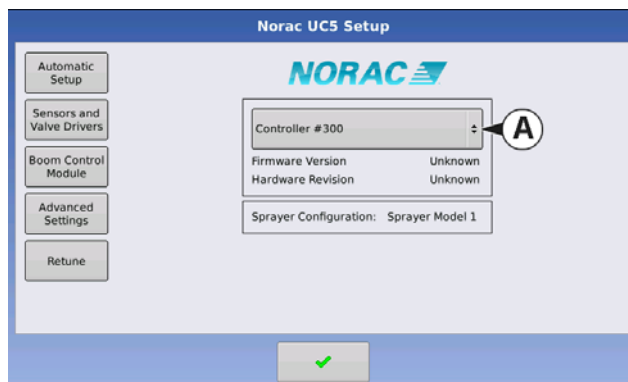 Norac UC5 Setup
Automatic
Setup
Sensors and
Valve Drivers
Boom Control
Module
Advanced
Settings
Retune
NORAC
Controller #300
A
Firmware Version Unknown
Hardware Revision Unknown
Sprayer Configuration: Sprayer Model 1